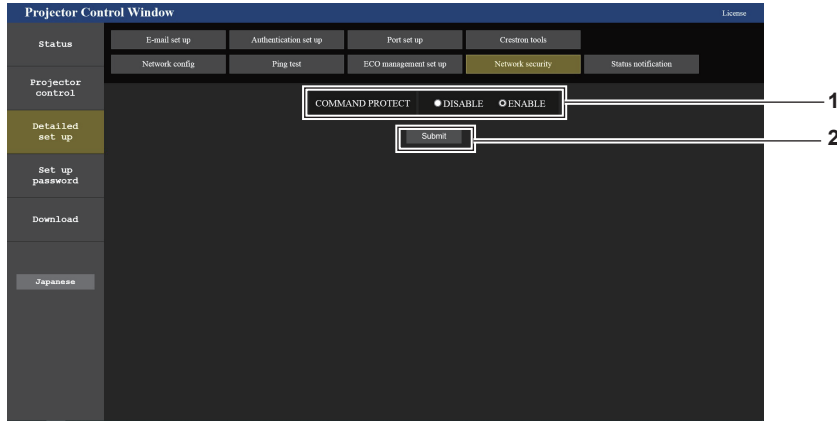 Projector Control Window
License
Status
E-mail set up
Authentication set up
Port set up
Crestron tools
Network config
Ping test
ECO management set up
Network security
Status notification
Projector
control
COMMAND PROTECT
DISABLE
ENABLE
1
Detailed
set up
Submit
2
Set up
password
Download
Japanese